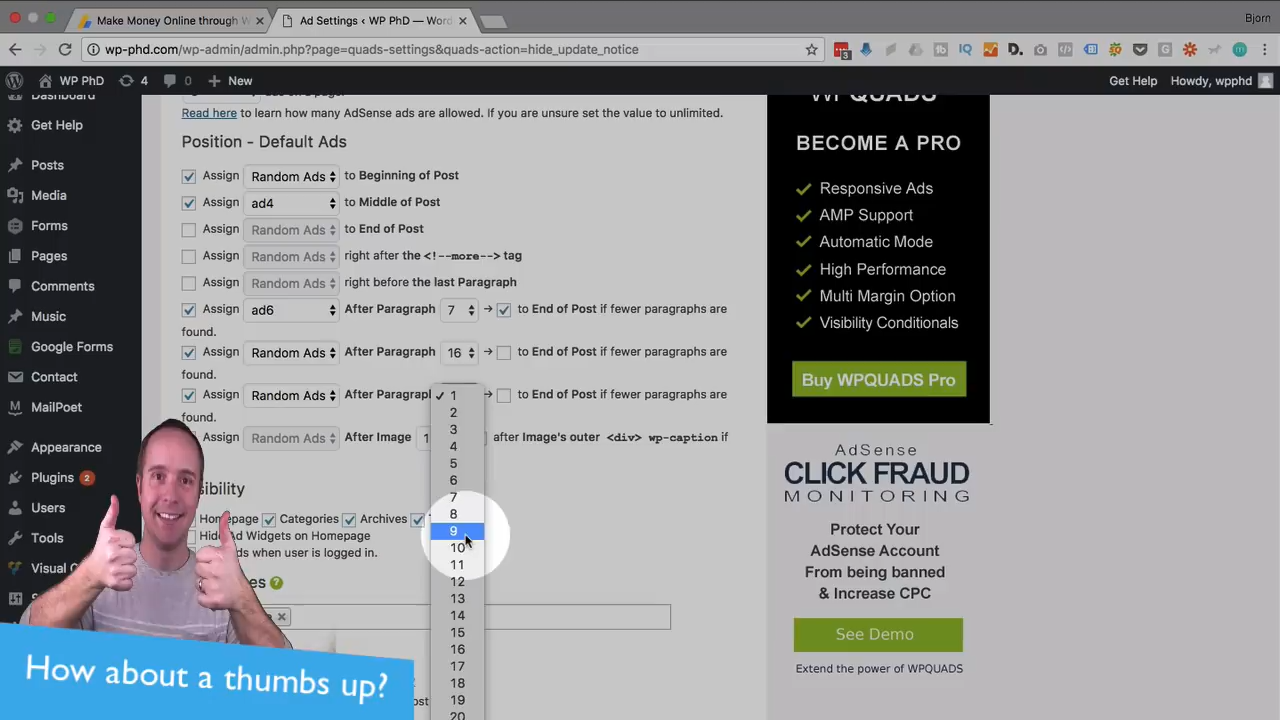 Make Money Online through W
Ad Settings < WP PhD — Word
Bjorn
wp-phd.com/wp-admin/admin.php?page=quads-settings&quads-action=hide_update_notice
3
WP PhD
4
0
New
Get Help
Howdy, wpphd
Dashboard
Get Help
Posts
Media
Forms
Pages
Comments
Music
Google Forms
Contact
MailPoet
Appearance
Plugins 2
Users
Tools
Visual
Read here to learn how many AdSense ads are allowed. If you are unsure set the value to unlimited.
Position - Default Ads
Assign Random Ads to Beginning of Post
Assign ad4 to Middle of Post
Assign Random Ads to End of Post
Assign Random Ads right after the <!--more--> tag
Assign Random Ads right before the last Paragraph
Assign ad6 After Paragraph 7 → to End of Post if fewer paragraphs are
found.
Assign Random Ads After Paragraph 16 → to End of Post if fewer paragraphs are
found.
Assign Random Ads After Paragraph → to End of Post if fewer paragraphs are
found.
Assign Random Ads After Image 1 after Image's outer <div> wp-caption if
✓ 1
2
3
4
5
6
7
8
9
10
11
12
13
14
15
16
17
18
19
20
sibility
Homepage Categories Archives
Hide Ad Widgets on Homepage
ds when user is logged in.
es ?
ost
WPQUADS
BECOME A PRO
Responsive Ads
AMP Support
Automatic Mode
High Performance
Multi Margin Option
Visibility Conditionals
Buy WPQUADS Pro
AdSense
CLICK FRAUD
MONITORING
Protect Your
AdSense Account
From being banned
& Increase CPC
See Demo
Extend the power of WPQUADS
How about a thumbs up?